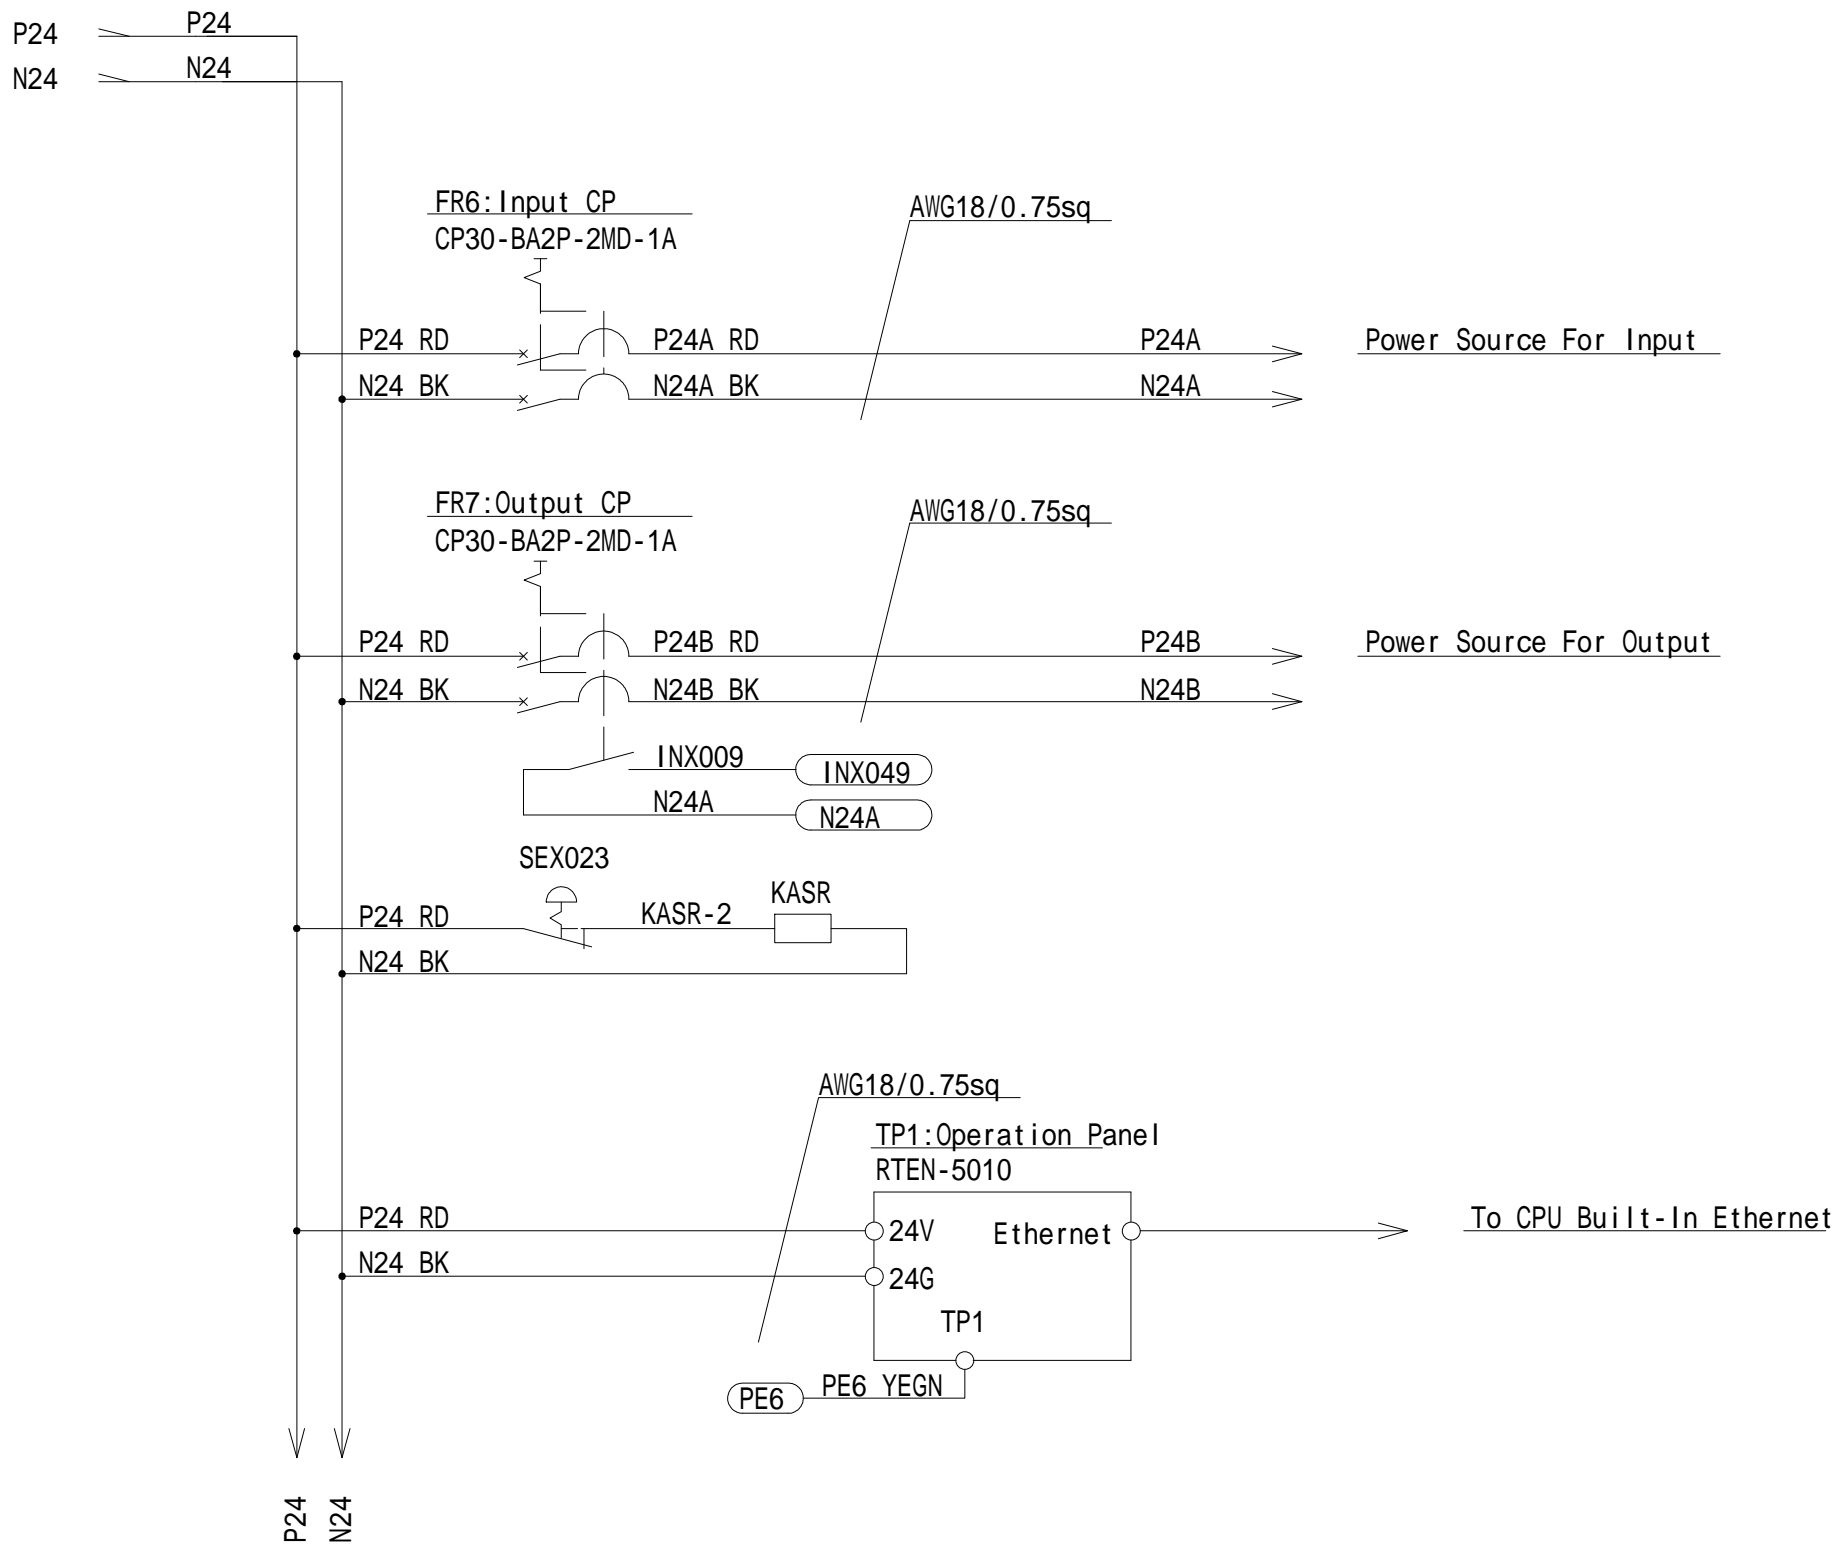 P24 P24
N24 N24
FR6:Input CP
CP30-BA2P-2MD-1A
AWG18/0.75sq
P24 RD P24A RD P24A Power Source For Input
N24 BK N24A BK N24A
FR7:Output CP
CP30-BA2P-2MD-1A
AWG18/0.75sq
P24 RD P24B RD P24B Power Source For Output
N24 BK N24B BK N24B
INX009 INX049
N24A N24A
SEX023
P24 RD KASR-2 KASR
N24 BK
AWG18/0.75sq
TP1:Operation Panel
RTEN-5010
P24 RD 24V Ethernet To CPU Built-In Ethernet
N24 BK 24G
TP1
PE6 PE6 YEGN
P24 N24